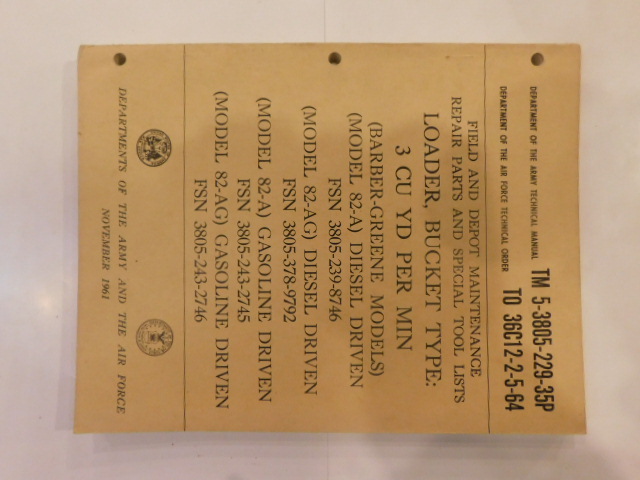 DEPARTMENT OF THE ARMY TECHNICAL MANUAL TM 5-3805-229-35P
DEPARTMENT OF THE AIR FORCE TECHNICAL ORDER TO 36C12-2-5-64
FIELD AND DEPOT MAINTENANCE
REPAIR PARTS AND SPECIAL TOOL LISTS
LOADER, BUCKET TYPE:
3 CU YD PER MIN
(BARBER-GREENE MODELS)
(MODEL 82-A) DIESEL DRIVEN
FSN 3805-239-8746
(MODEL 82-AG) DIESEL DRIVEN
FSN 3805-378-9792
(MODEL 82-A) GASOLINE DRIVEN
FSN 3805-243-2745
(MODEL 82-AG) GASOLINE DRIVEN
FSN 3805-243-2746
DEPARTMENTS OF THE ARMY AND THE AIR FORCE
NOVEMBER 1961